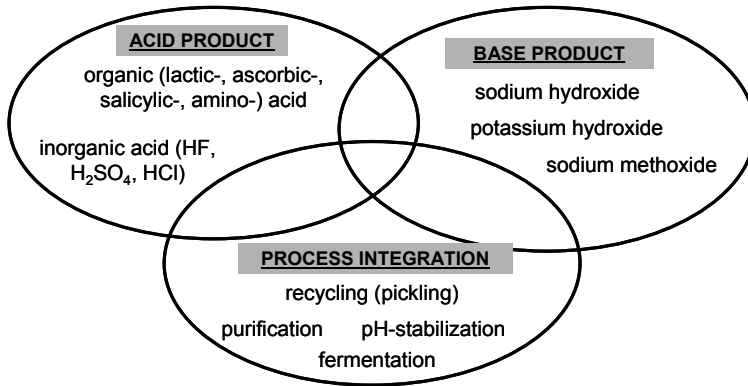 ACID PRODUCT
organic (lactic-, ascorbic-,
salicylic-, amino-) acid
inorganic acid (HF,
H₂SO₄, HCl)
BASE PRODUCT
sodium hydroxide
potassium hydroxide
sodium methoxide
PROCESS INTEGRATION
recycling (pickling)
purification pH-stabilization
fermentation